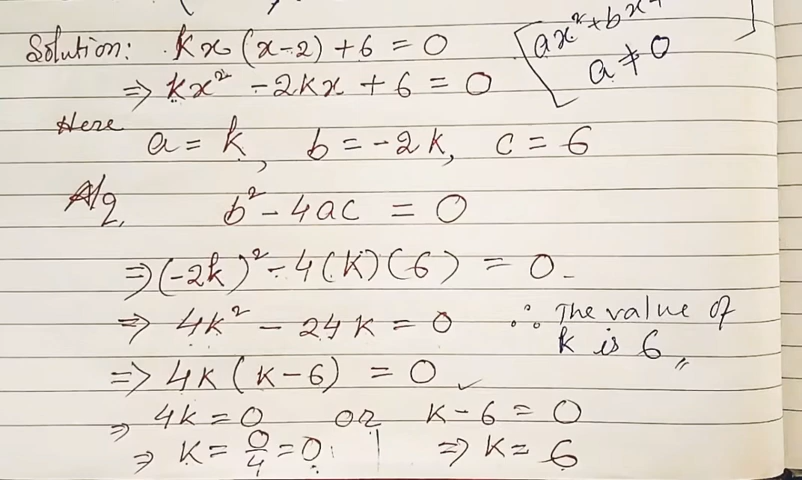 Solution: kx (x-2) + 6 = 0
⇒ kx² - 2kx + 6 = 0
ax² + bx +
a ≠ 0
Here
a = k, b = -2k, c = 6
A/q, b² - 4ac = 0
⇒ (-2k)² - 4(k)(6) = 0
⇒ 4k² - 24k = 0
∴ The value of
k is 6
⇒ 4k (k-6) = 0 ✓
⇒ 4k = 0 or k-6 = 0
⇒ k = 0/4 = 0 | ⇒ k = 6